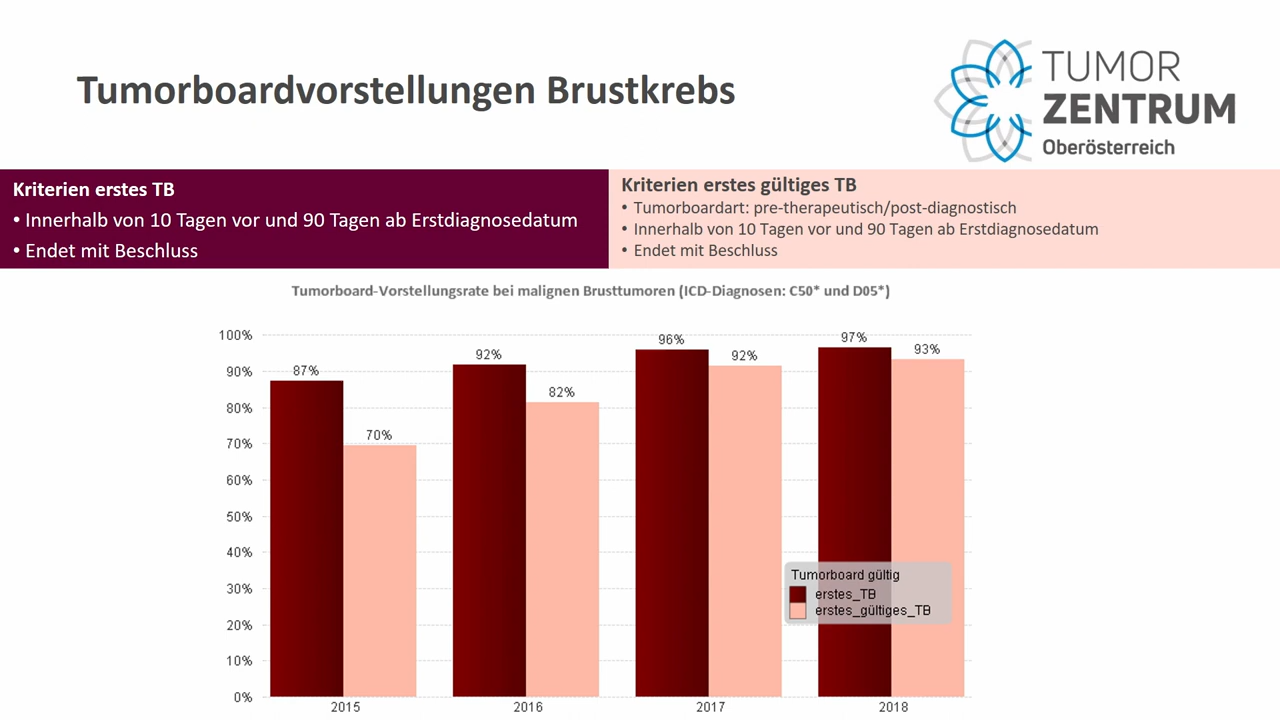 Tumorboardvorstellungen Brustkrebs
TUMOR
ZENTRUM
Oberösterreich
Kriterien erstes TB
• Innerhalb von 10 Tagen vor und 90 Tagen ab Erstdiagnosedatum
• Endet mit Beschluss
Kriterien erstes gültiges TB
• Tumorboardart: pre-therapeutisch/post-diagnostisch
• Innerhalb von 10 Tagen vor und 90 Tagen ab Erstdiagnosedatum
• Endet mit Beschluss
Tumorboard-Vorstellungsrate bei malignen Brusttumoren (ICD-Diagnosen: C50* und D05*)
100%
90%
80%
70%
60%
50%
40%
30%
20%
10%
0%
87%
70%
92%
82%
96%
92%
97%
93%
Tumorboard gültig
erstes_TB
erstes_gültiges_TB
2015
2016
2017
2018